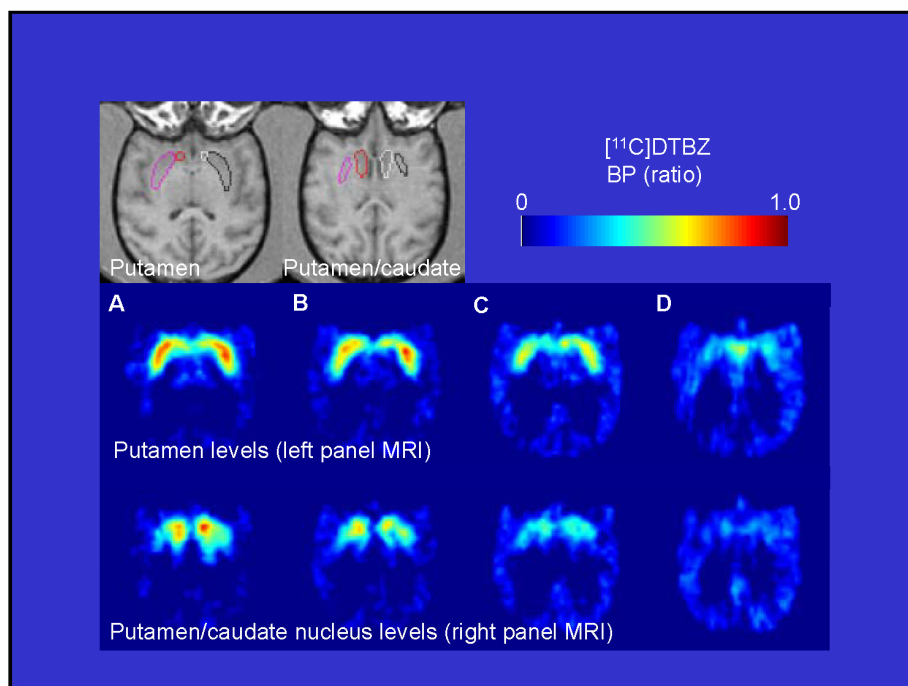 [¹¹C]DTBZ
BP (ratio)
0 1.0
Putamen Putamen/caudate
A B C D
Putamen levels (left panel MRI)
Putamen/caudate nucleus levels (right panel MRI)